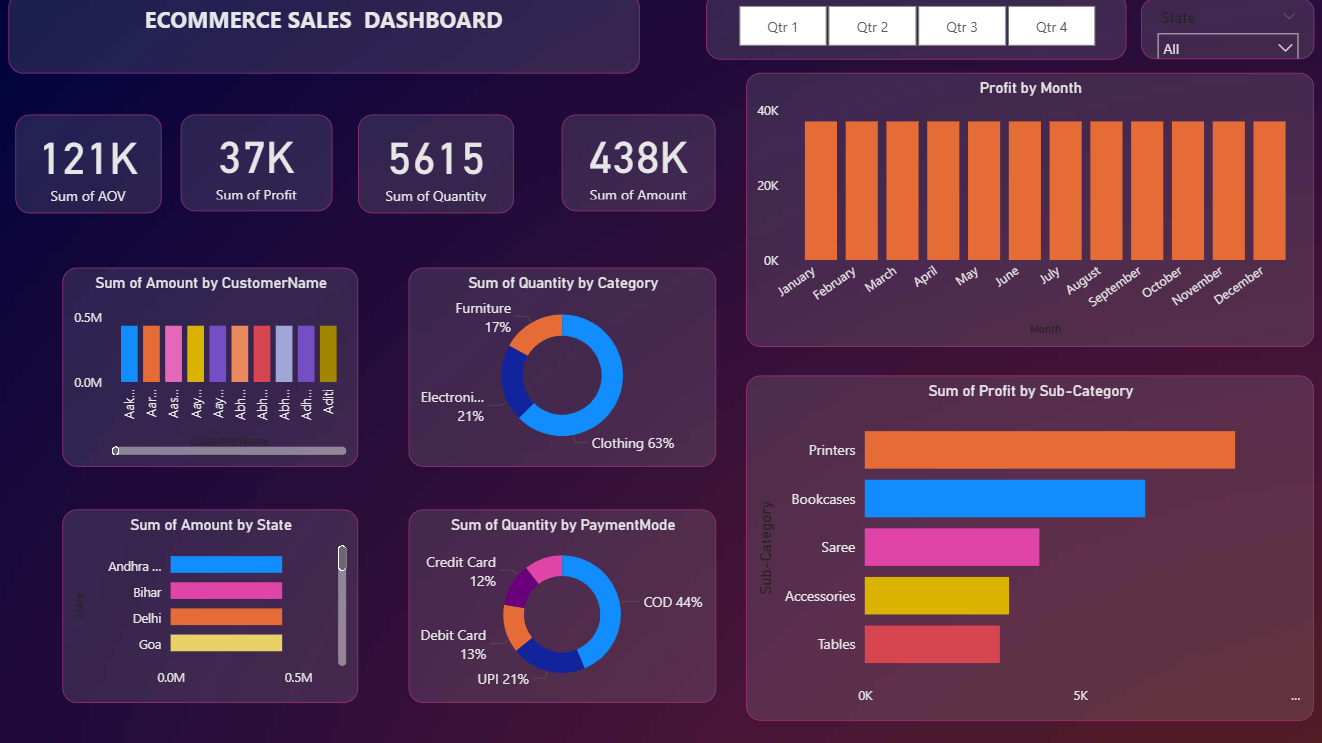 ECOMMERCE SALES DASHBOARD
Qtr 1
Qtr 2
Qtr 3
Qtr 4
State
All
121K
Sum of AOV
37K
Sum of Profit
5615
Sum of Quantity
438K
Sum of Amount
Profit by Month
40K
20K
0K
January
February
March
April
May
June
July
August
September
October
November
December
Month
Sum of Amount by CustomerName
0.5M
0.0M
Aak...
Aar...
Aas...
Aay...
Aay...
Abh...
Abh...
Abh...
Adh...
Aditi
CustomerName
Sum of Quantity by Category
Furniture
17%
Electroni...
21%
Clothing 63%
Sum of Profit by Sub-Category
Sub-Category
Printers
Bookcases
Saree
Accessories
Tables
0K
5K
...
Sum of Amount by State
State
Andhra ...
Bihar
Delhi
Goa
0.0M
0.5M
Sum of Quantity by PaymentMode
Credit Card
12%
COD 44%
Debit Card
13%
UPI 21%